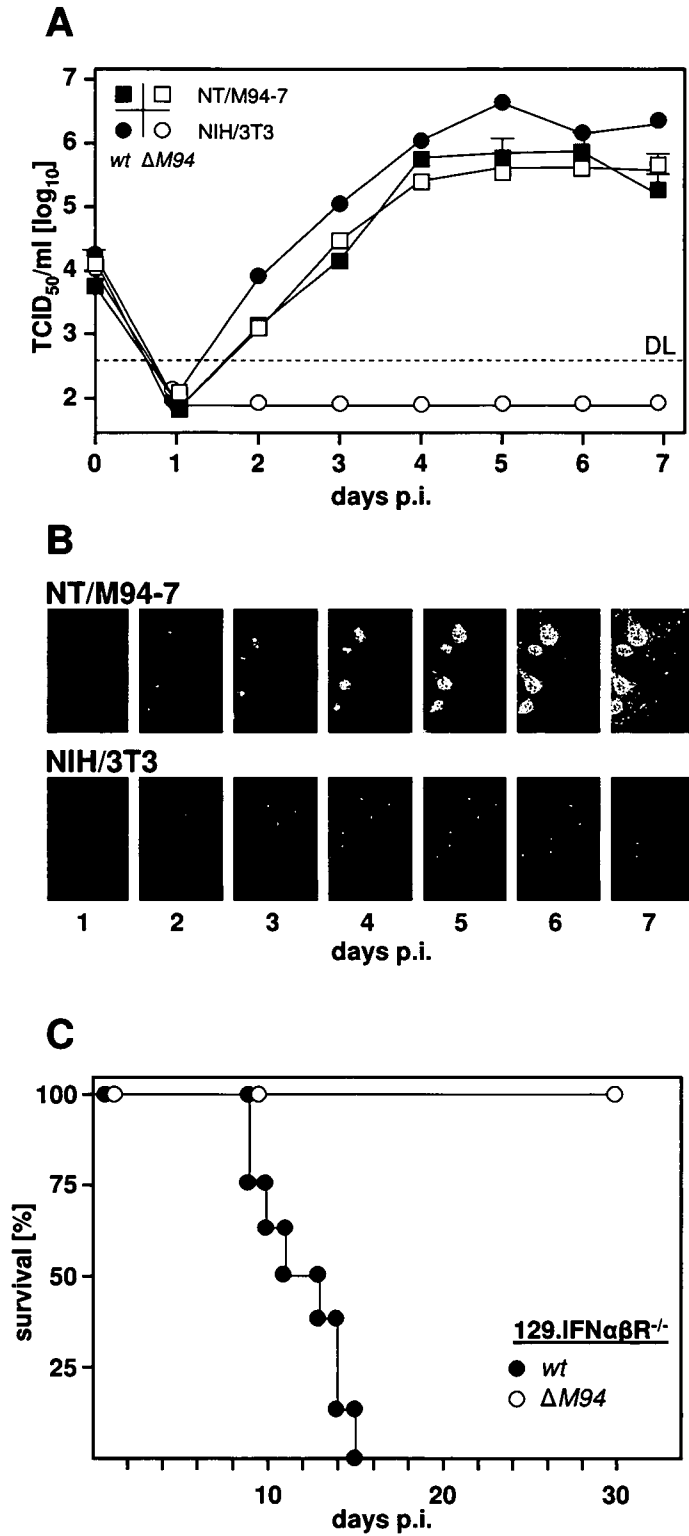 A
7
6
5
4
3
2
TCID50/ml [log10]
NT/M94-7
NIH/3T3
wt ΔM94
DL
0 1 2 3 4 5 6 7
days p.i.
B
NT/M94-7
NIH/3T3
1 2 3 4 5 6 7
days p.i.
C
100
75
50
25
survival [%]
129.IFNαβR-/-
wt
ΔM94
10 20 30
days p.i.